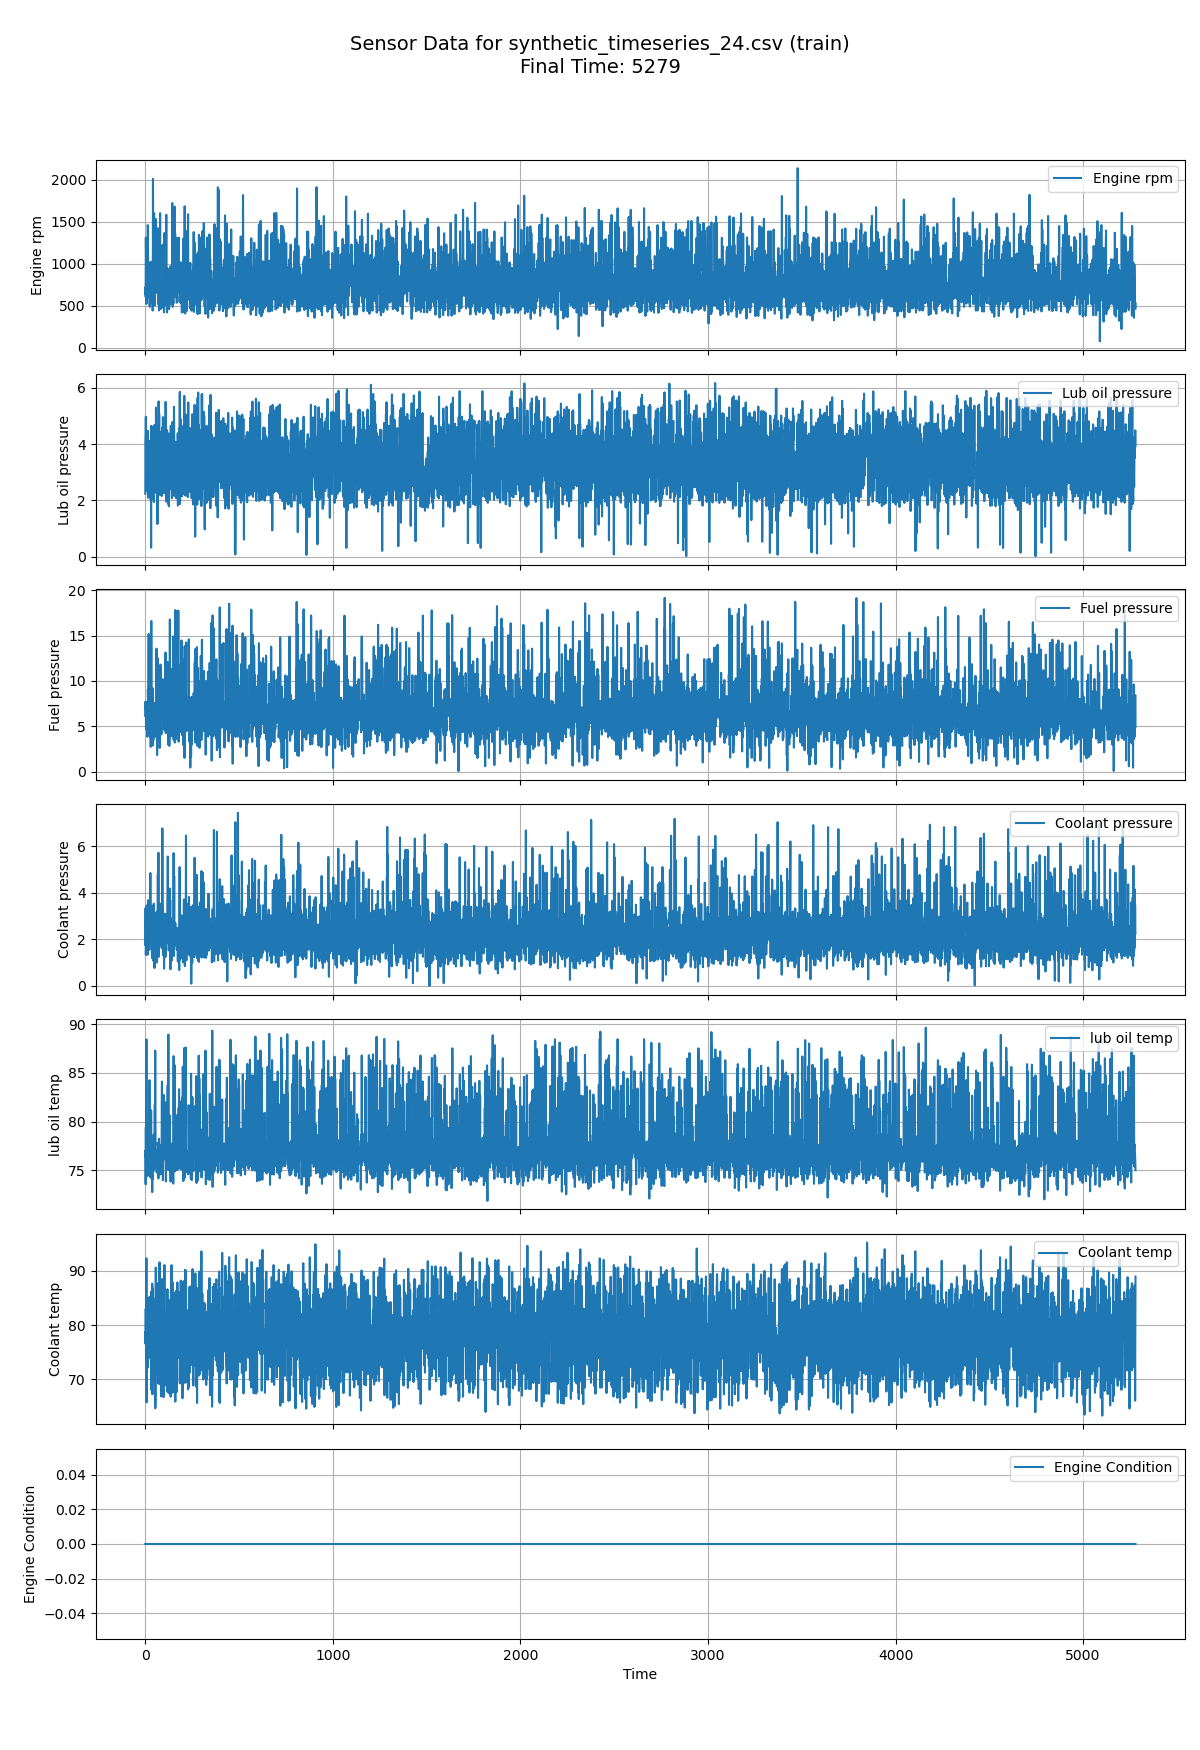 Sensor Data for synthetic_timeseries_24.csv (train)
Final Time: 5279
Engine rpm
2000
1500
1000
500
0
Engine rpm
Lub oil pressure
6
4
2
0
Lub oil pressure
Fuel pressure
20
15
10
5
0
Fuel pressure
Coolant pressure
6
4
2
0
Coolant pressure
lub oil temp
90
85
80
75
lub oil temp
Coolant temp
90
80
70
Coolant temp
Engine Condition
0.04
0.02
0.00
−0.02
−0.04
Engine Condition
0 1000 2000 3000 4000 5000
Time